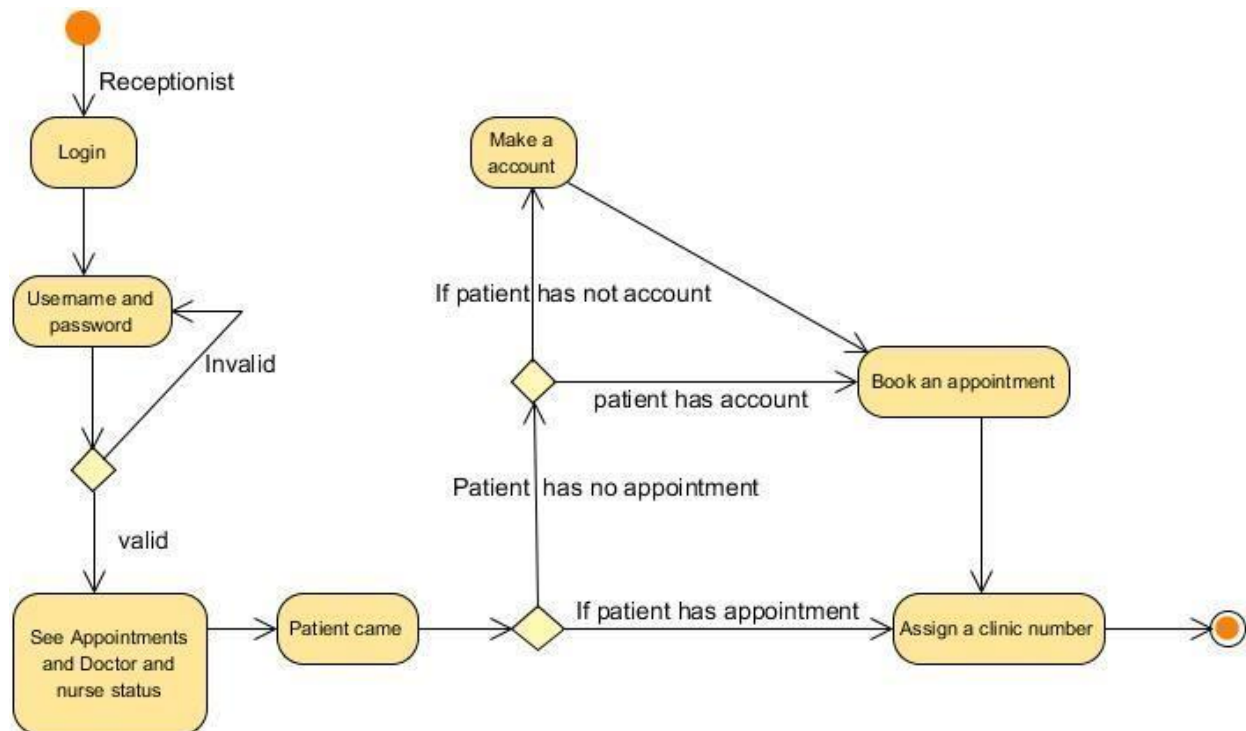 Receptionist
Login
Make a
account
Username and
password
If patient has not account
Invalid
Book an appointment
patient has account
Patient has no appointment
valid
If patient has appointment
See Appointments
and Doctor and
nurse status
Patient came
Assign a clinic number